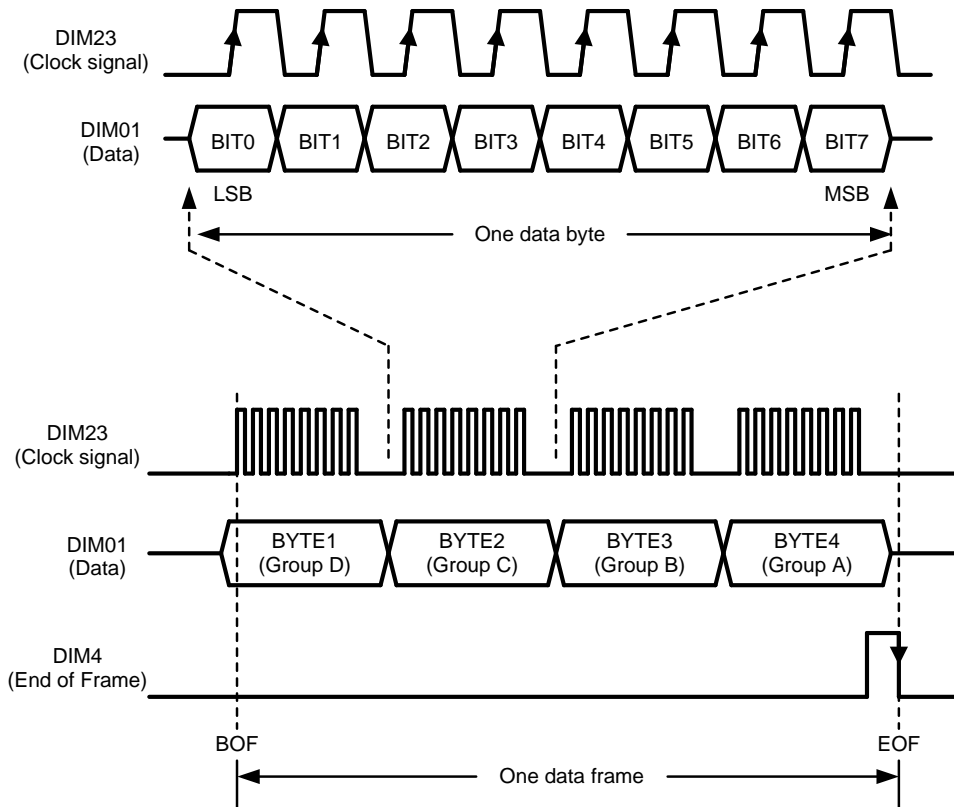 DIM23
(Clock signal)
DIM01
(Data)
BIT0 BIT1 BIT2 BIT3 BIT4 BIT5 BIT6 BIT7
LSB MSB
One data byte
DIM23
(Clock signal)
DIM01
(Data)
BYTE1 BYTE2 BYTE3 BYTE4
(Group D) (Group C) (Group B) (Group A)
DIM4
(End of Frame)
BOF EOF
One data frame